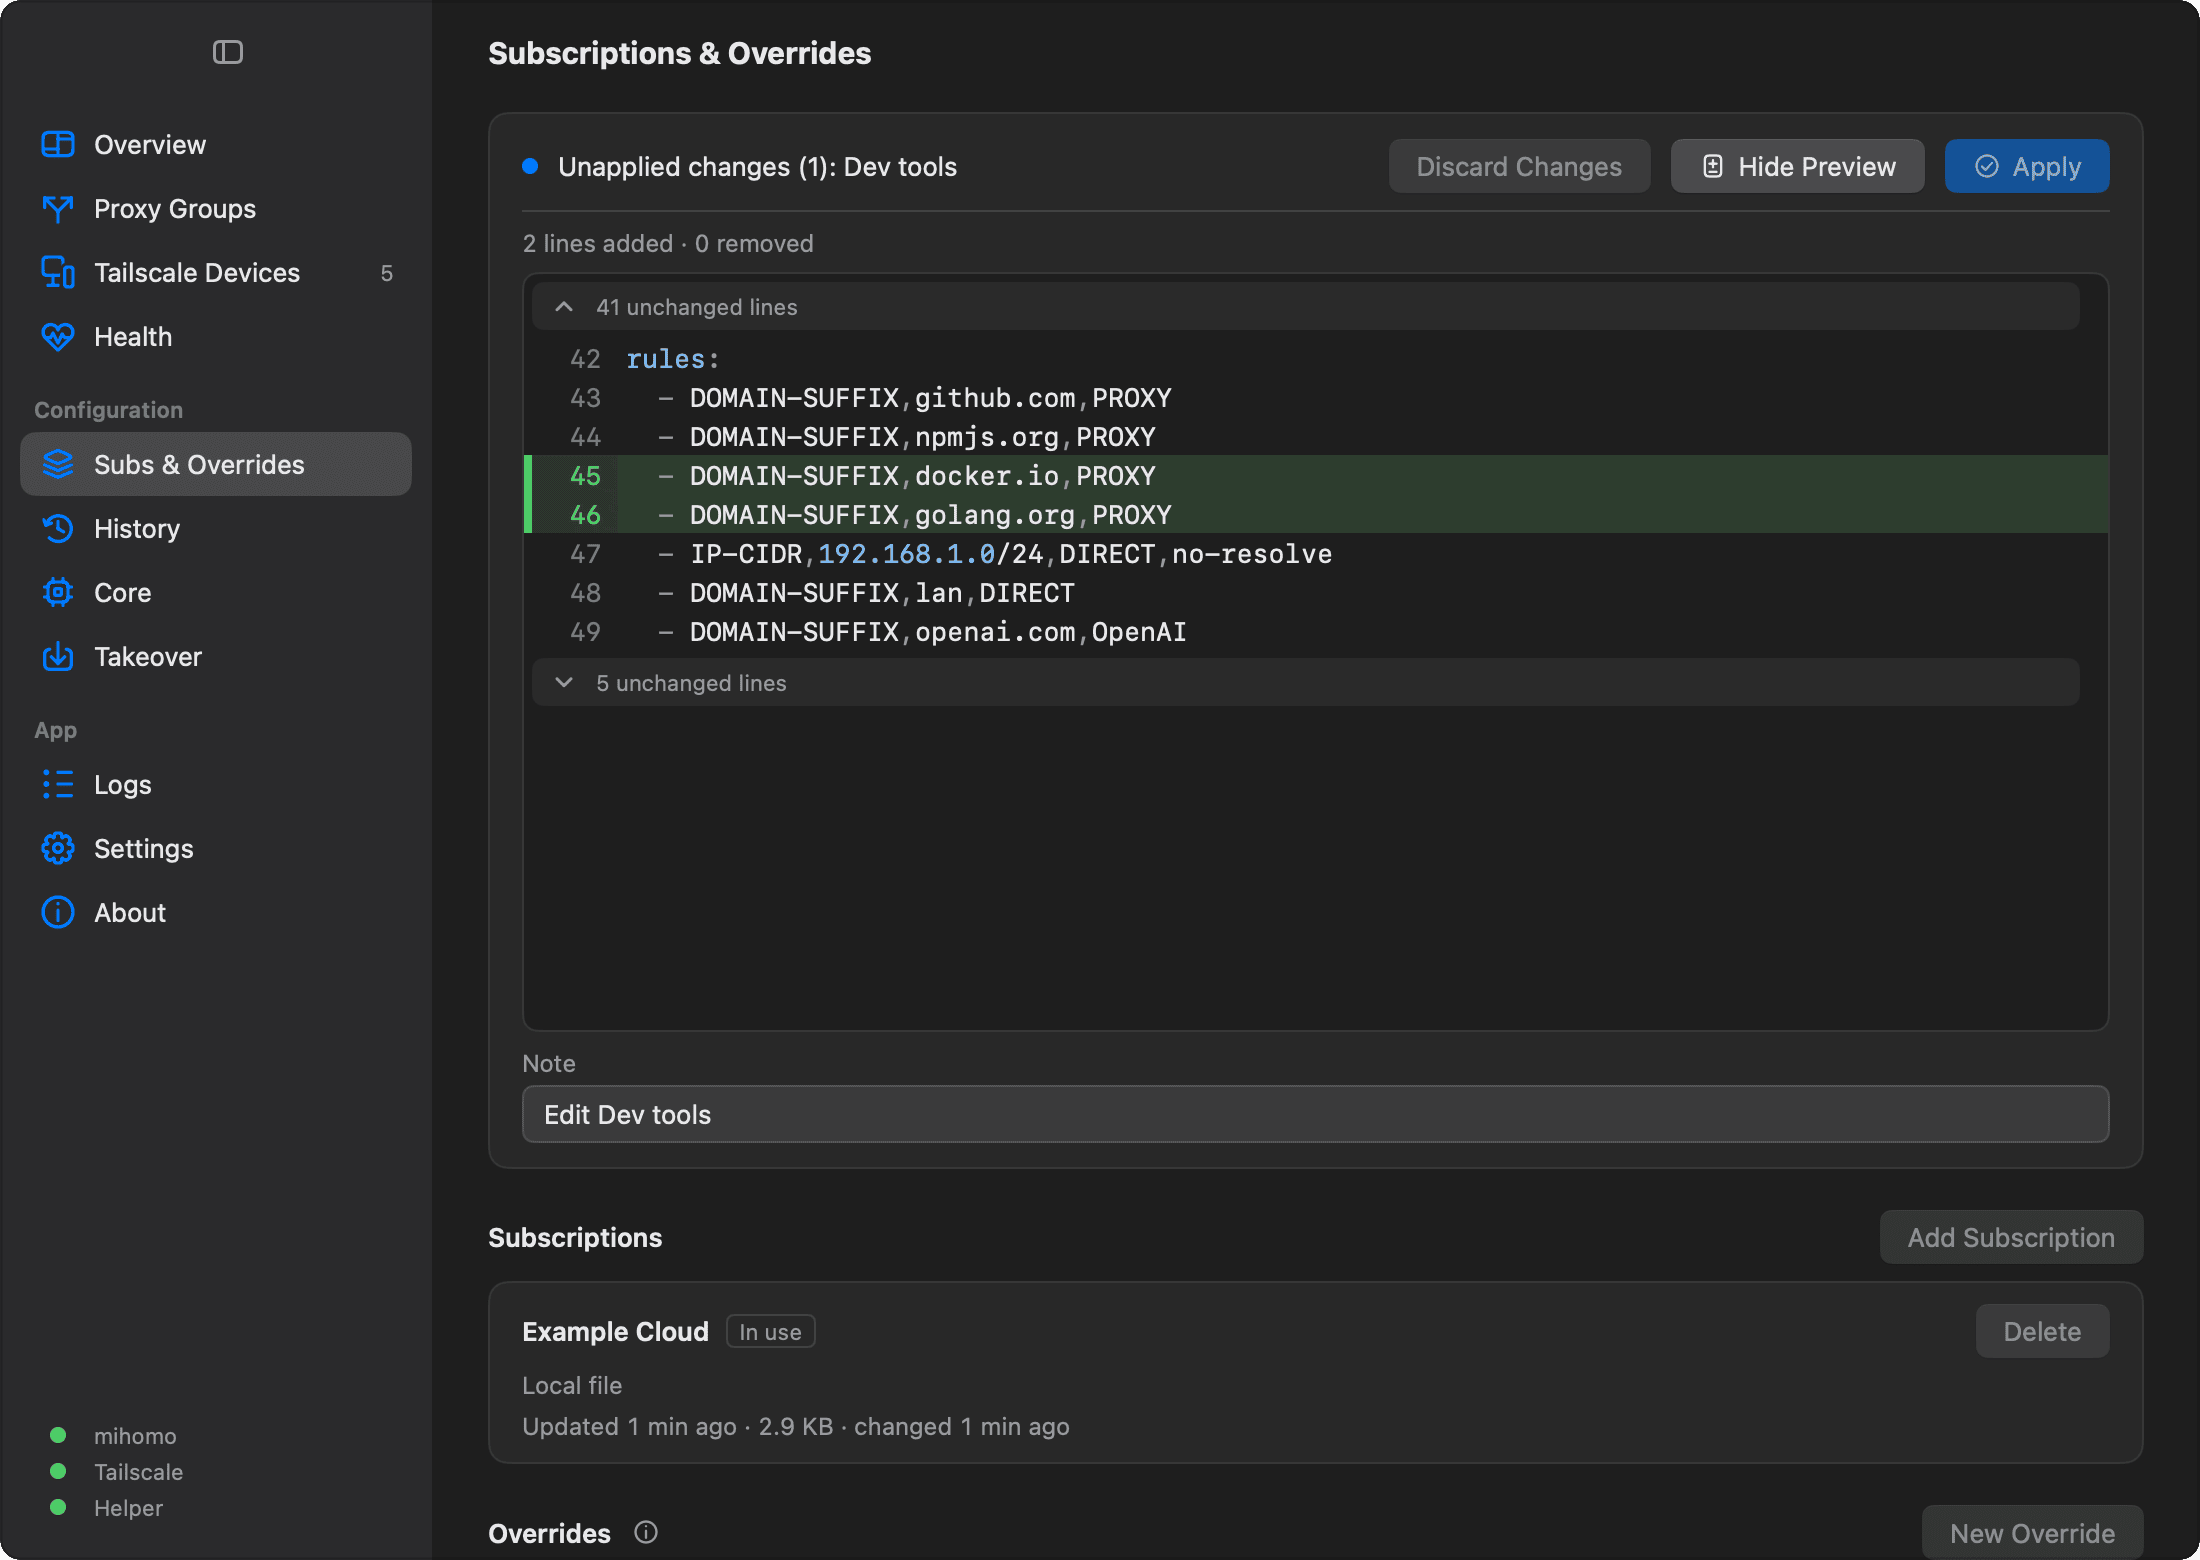 Overview
Proxy Groups
Tailscale Devices 5
Health
Configuration
Subs & Overrides
History
Core
Takeover
App
Logs
Settings
About
mihomo
Tailscale
Helper
Subscriptions & Overrides
Unapplied changes (1): Dev tools
Discard Changes
Hide Preview
Apply
2 lines added · 0 removed
41 unchanged lines
42 rules:
43 - DOMAIN-SUFFIX,github.com,PROXY
44 - DOMAIN-SUFFIX,npmjs.org,PROXY
45 - DOMAIN-SUFFIX,docker.io,PROXY
46 - DOMAIN-SUFFIX,golang.org,PROXY
47 - IP-CIDR,192.168.1.0/24,DIRECT,no-resolve
48 - DOMAIN-SUFFIX,lan,DIRECT
49 - DOMAIN-SUFFIX,openai.com,OpenAI
5 unchanged lines
Note
Edit Dev tools
Subscriptions
Add Subscription
Example Cloud In use
Delete
Local file
Updated 1 min ago · 2.9 KB · changed 1 min ago
Overrides
New Override